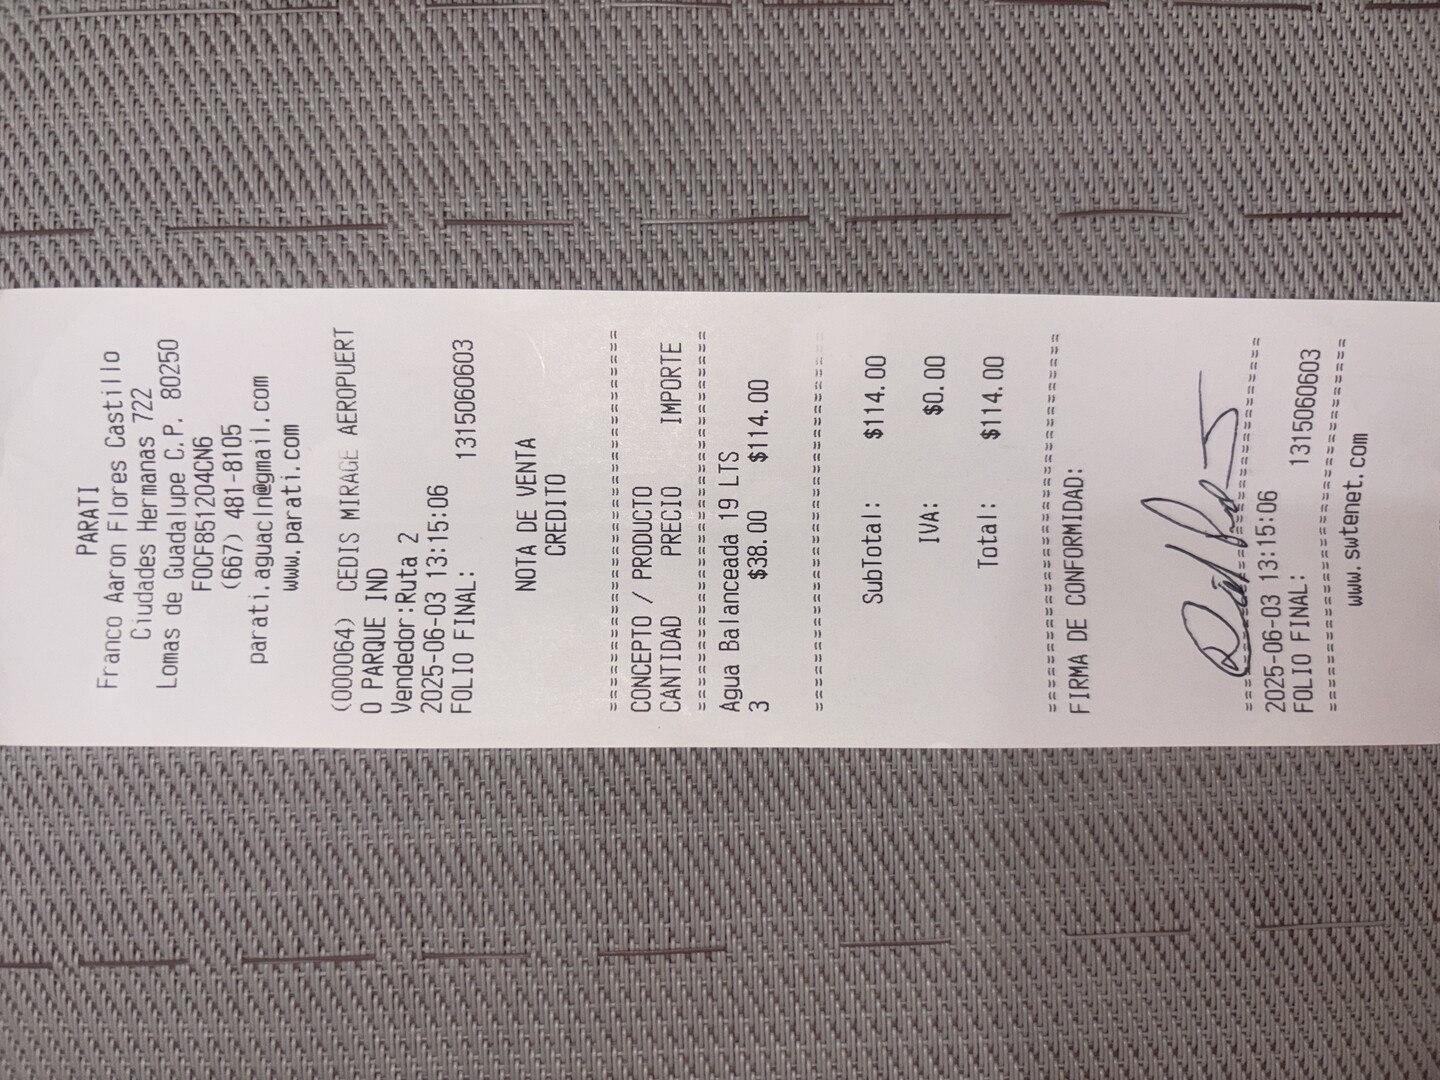 PARATI
Franco Aaron Flores Castillo
Ciudades Hermanas 722
Lomas de Guadalupe C.P. 80250
FOCF851204CN6
(667) 481-8105
parati.aguacln@gmail.com
www.parati.com
(000064) CEDIS MIRAGE AEROPUERT
O PARQUE IND
Vendedor:Ruta 2
2025-06-03 13:15:06
FOLIO FINAL: 1315060603
NOTA DE VENTA
CREDITO
===============================
CONCEPTO / PRODUCTO
CANTIDAD PRECIO IMPORTE
===============================
Agua Balanceada 19 LTS
3 $38.00 $114.00
===============================
SubTotal: $114.00
IVA: $0.00
Total: $114.00
===============================
FIRMA DE CONFORMIDAD:
===============================
2025-06-03 13:15:06
FOLIO FINAL: 1315060603
===============================
www.swtenet.com